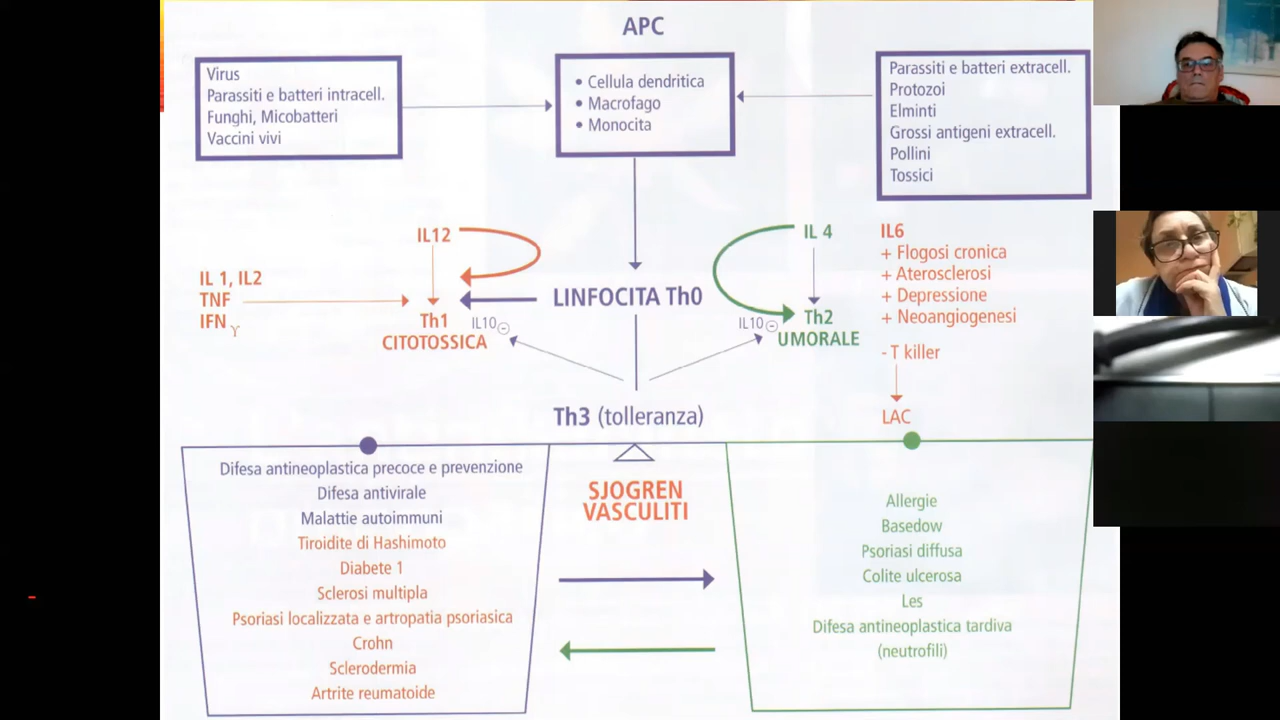 APC
Virus
Parassiti e batteri intracell.
Funghi, Micobatteri
Vaccini vivi
• Cellula dendritica
• Macrofago
• Monocita
Parassiti e batteri extracell.
Protozoi
Elminti
Grossi antigeni extracell.
Pollini
Tossici
IL12
IL 4
IL6
+ Flogosi cronica
+ Aterosclerosi
+ Depressione
+ Neoangiogenesi
IL 1, IL2
TNF
IFN γ
LINFOCITA Th0
Th1
CITOTOSSICA
IL10 -
IL10 -
Th2
UMORALE
- T killer
LAC
Th3 (tolleranza)
Difesa antineoplastica precoce e prevenzione
Difesa antivirale
Malattie autoimmuni
Tiroidite di Hashimoto
Diabete 1
Sclerosi multipla
Psoriasi localizzata e artropatia psoriasica
Crohn
Sclerodermia
Artrite reumatoide
SJOGREN
VASCULITI
Allergie
Basedow
Psoriasi diffusa
Colite ulcerosa
Les
Difesa antineoplastica tardiva
(neutrofili)